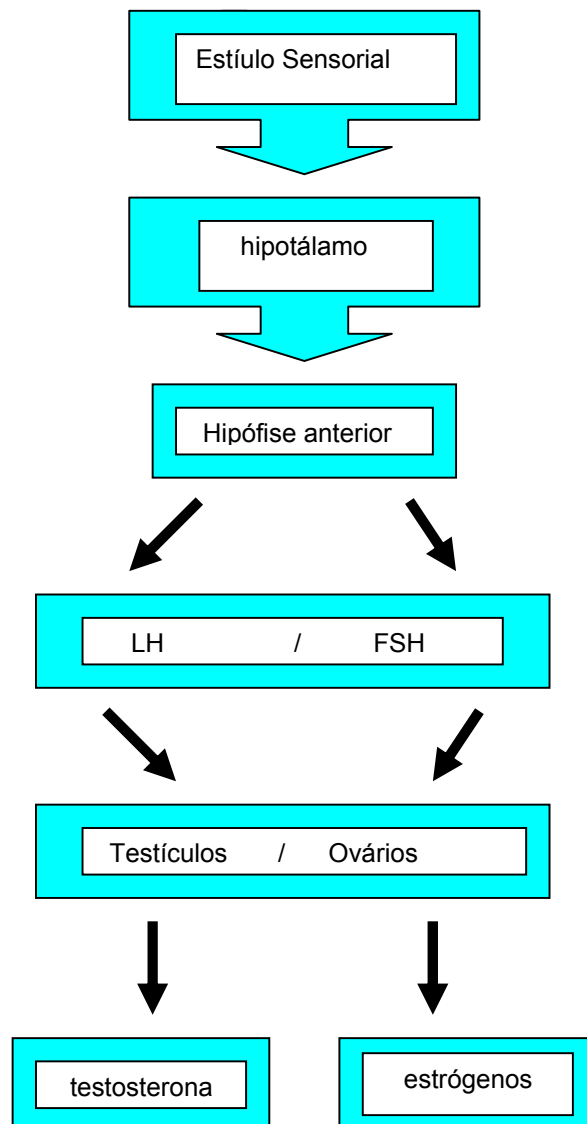 Estíulo Sensorial
hipotálamo
Hipófise anterior
LH / FSH
Testículos / Ovários
testosterona
estrógenos